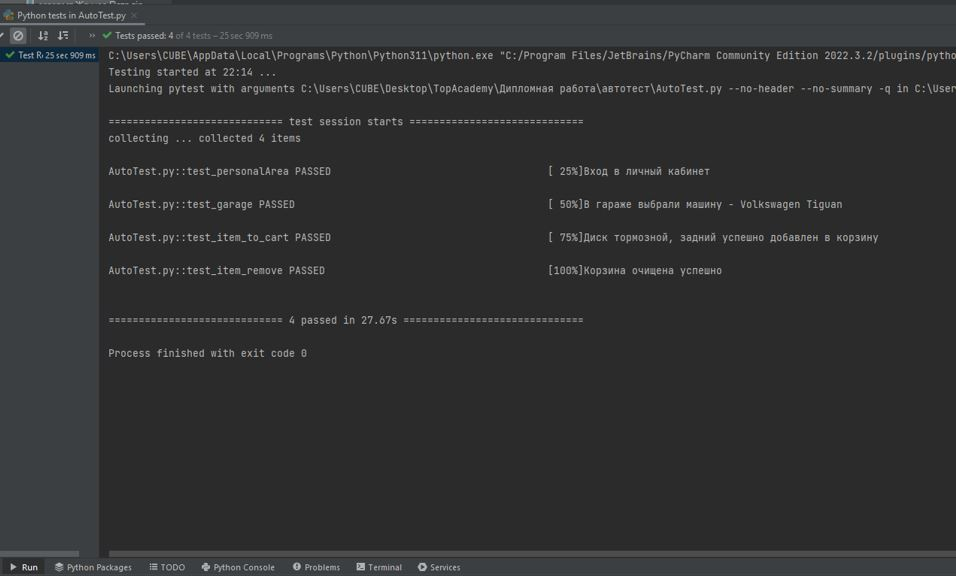 Python tests in AutoTest.py
Tests passed: 4 of 4 tests – 25 sec 909 ms
Test R 25 sec 909 ms
C:\Users\CUBE\AppData\Local\Programs\Python\Python311\python.exe "C:/Program Files/JetBrains/PyCharm Community Edition 2022.3.2/plugins/pytho
Testing started at 22:14 ...
Launching pytest with arguments C:\Users\CUBE\Desktop\TopAcademy\Дипломная работа\автотест\AutoTest.py --no-header --no-summary -q in C:\User
============================= test session starts =============================
collecting ... collected 4 items
AutoTest.py::test_personalArea PASSED [ 25%]Вход в личный кабинет
AutoTest.py::test_garage PASSED [ 50%]В гараже выбрали машину - Volkswagen Tiguan
AutoTest.py::test_item_to_cart PASSED [ 75%]Диск тормозной, задний успешно добавлен в корзину
AutoTest.py::test_item_remove PASSED [100%]Корзина очищена успешно
============================= 4 passed in 27.67s ==============================
Process finished with exit code 0
Run Python Packages TODO Python Console Problems Terminal Services